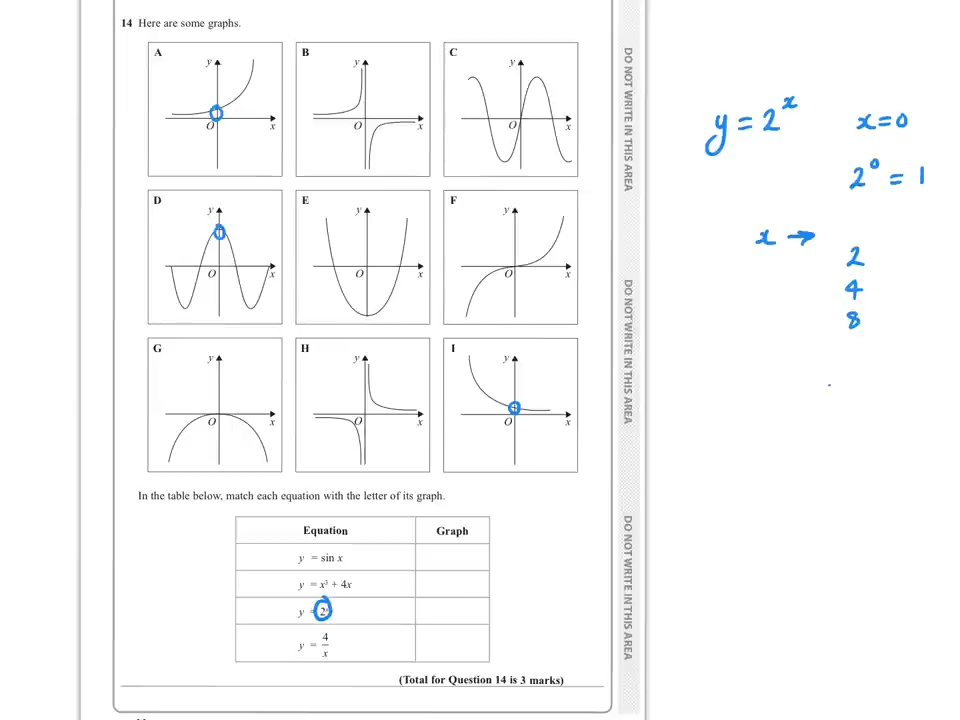 14 Here are some graphs.
A
y
O
x
B
y
O
x
C
y
O
x
D
y
O
x
E
y
O
x
F
y
O
x
G
y
O
x
H
y
O
x
I
y
O
x
In the table below, match each equation with the letter of its graph.
Equation Graph
y = sin x
y = x³ + 4x
y = 2ˣ
y = 4/x
(Total for Question 14 is 3 marks)
DO NOT WRITE IN THIS AREA
DO NOT WRITE IN THIS AREA
DO NOT WRITE IN THIS AREA
y = 2ˣ x=0
2⁰ = 1
x →
2
4
8